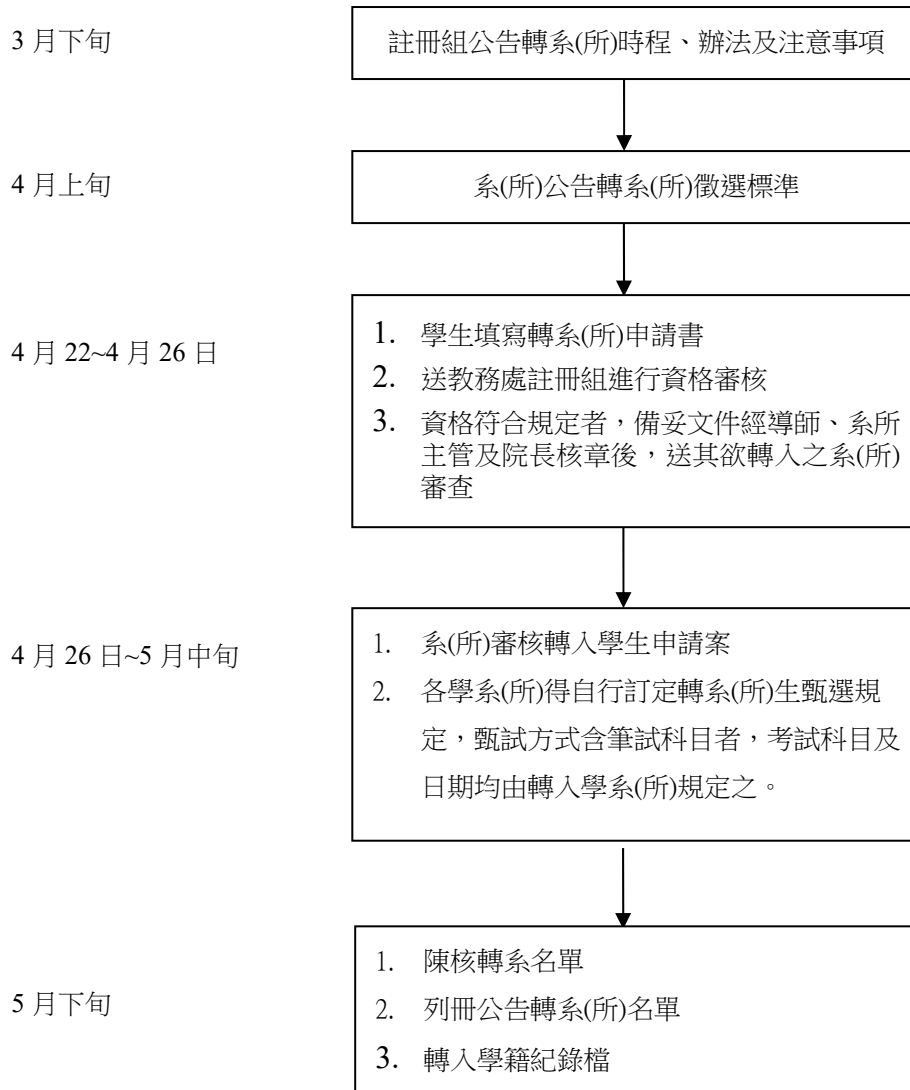 3 月下旬
註冊組公告轉系(所)時程、辦法及注意事項
4 月上旬
系(所)公告轉系(所)徵選標準
4 月 22~4 月 26 日
1. 學生填寫轉系(所)申請書
2. 送教務處註冊組進行資格審核
3. 資格符合規定者，備妥文件經導師、系所
主管及院長核章後，送其欲轉入之系(所)
審查
4 月 26 日~5 月中旬
1. 系(所)審核轉入學生申請案
2. 各學系(所)得自行訂定轉系(所)生甄選規
定，甄試方式含筆試科目者，考試科目及
日期均由轉入學系(所)規定之。
5 月下旬
1. 陳核轉系名單
2. 列冊公告轉系(所)名單
3. 轉入學籍紀錄檔